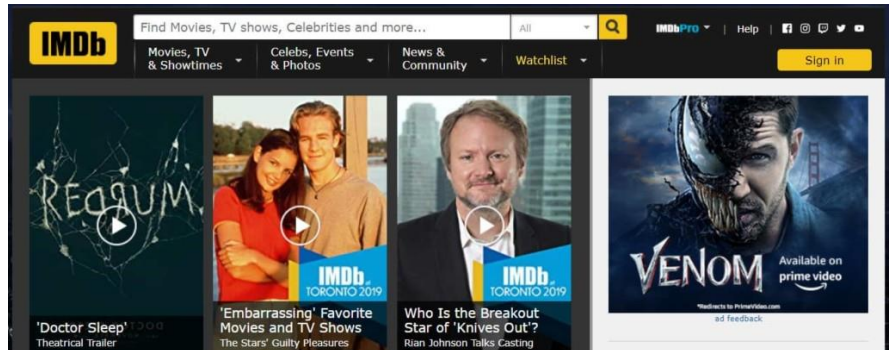 IMDb
Find Movies, TV shows, Celebrities and more...
All
IMDbPro
|
Help
|
Movies, TV
& Showtimes
Celebs, Events
& Photos
News &
Community
Watchlist
Sign in
REDRUM
'Doctor Sleep'
Theatrical Trailer
IMDb at
TORONTO 2019
'Embarrassing' Favorite
Movies and TV Shows
The Stars' Guilty Pleasures
IMDb at
TORONTO 2019
Who Is the Breakout
Star of 'Knives Out'?
Rian Johnson Talks Casting
VENOM
Available on
prime video
*Redirects to PrimeVideo.com
ad feedback